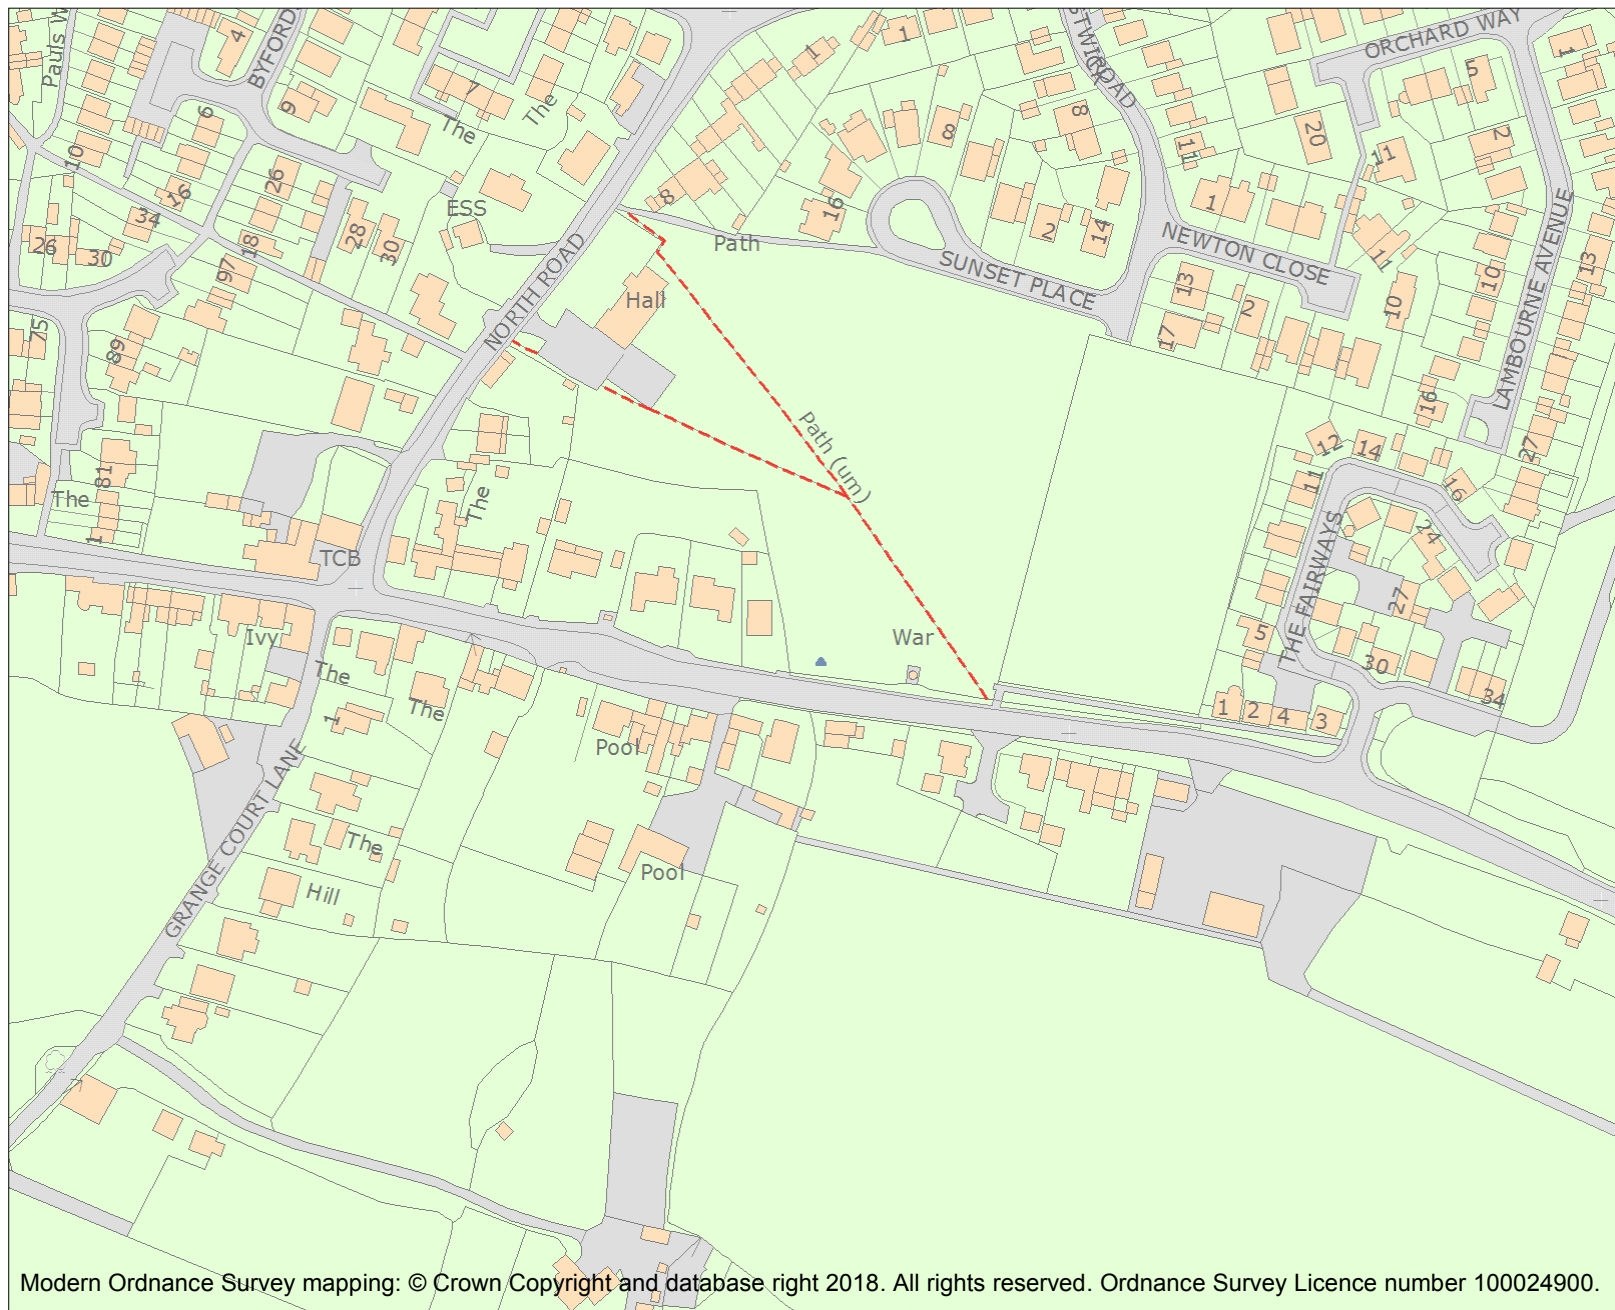 Pauls W
4
BYFORD
7
1
1
STWICK
ROAD
ORCHARD WAY
5
1
6
9
The
The
8
8
11
20
11
2
10
16
34
26
ESS
8
16
2
14
1
26
30
18
28
30
NORTH ROAD
Path
SUNSET PLACE
NEWTON CLOSE
11
10
13
LAMBOURNE AVENUE
97
Hall
13
2
10
75
89
17
16
27
Path (um)
12
14
81
The
The
11
16
24
1
TCB
THE FAIRWAYS
27
Ivy
War
5
30
The
The
1
34
1
2
4
3
Pool
GRANGE COURT LANE
The
Pool
Hill
7
Modern Ordnance Survey mapping: © Crown Copyright and database right 2018. All rights reserved. Ordnance Survey Licence number 100024900.